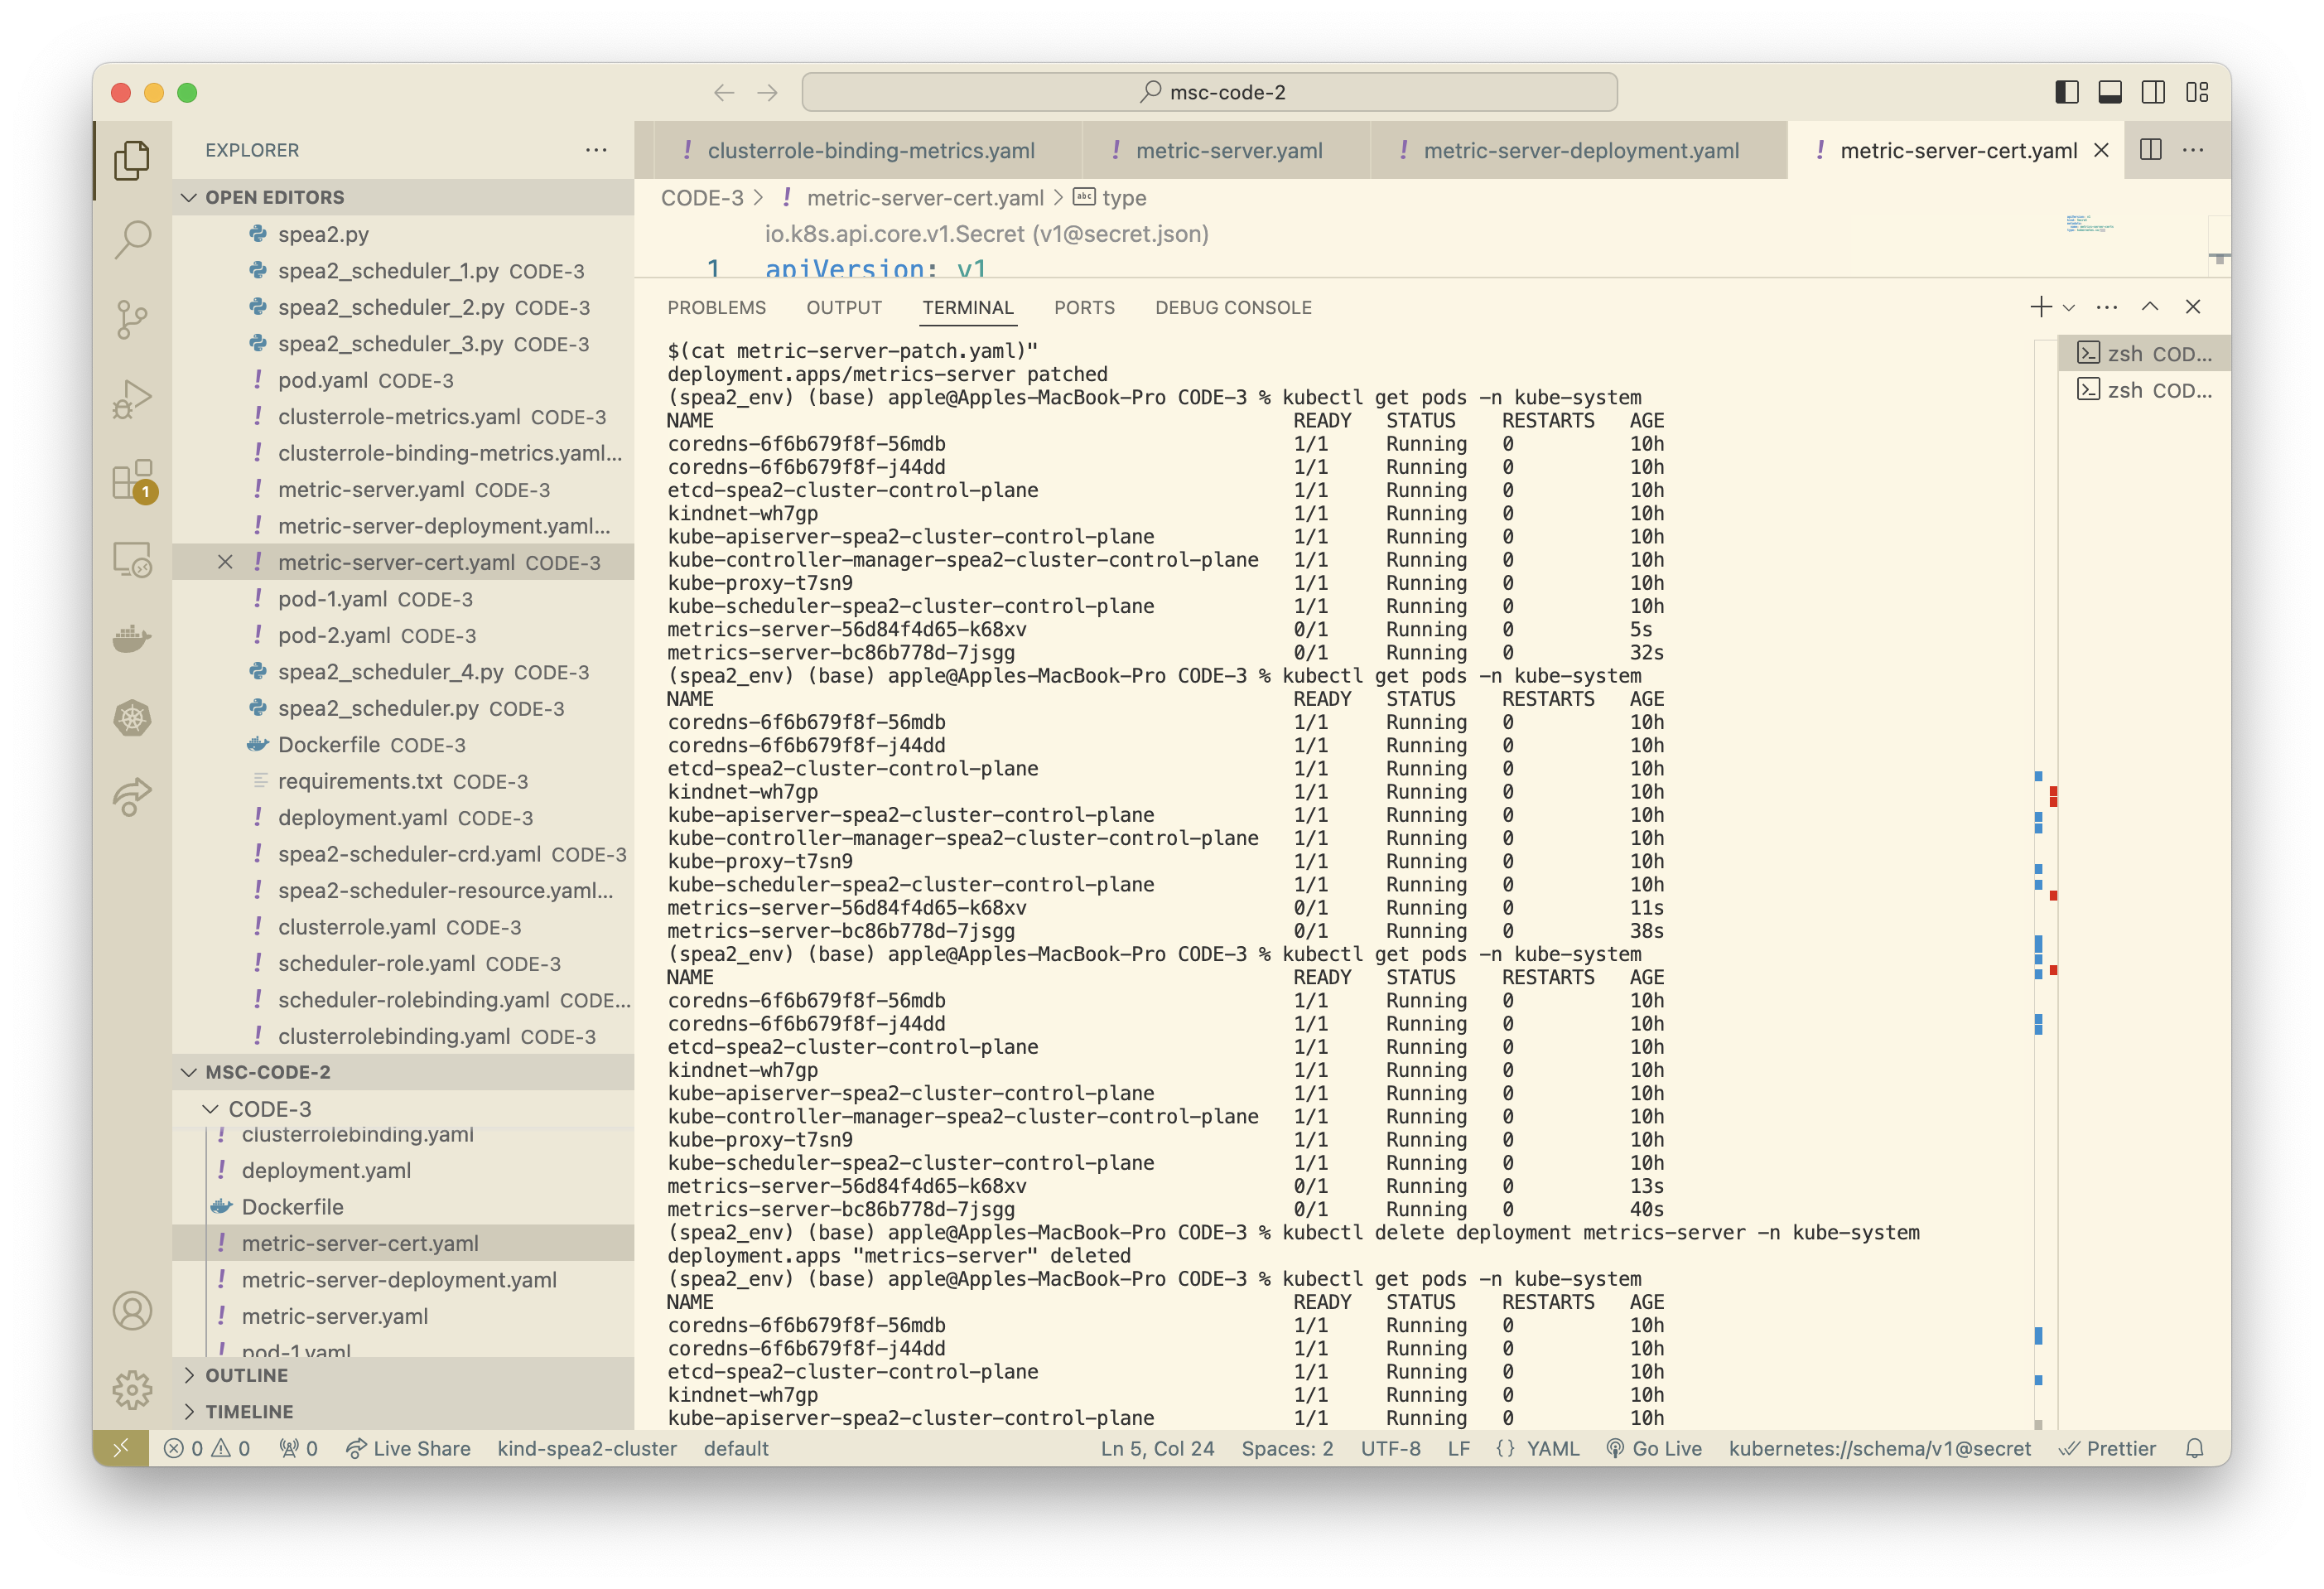 msc-code-2
EXPLORER
OPEN EDITORS
spea2.py
spea2_scheduler_1.py CODE-3
spea2_scheduler_2.py CODE-3
spea2_scheduler_3.py CODE-3
pod.yaml CODE-3
clusterrole-metrics.yaml CODE-3
clusterrole-binding-metrics.yaml...
metric-server.yaml CODE-3
metric-server-deployment.yaml...
metric-server-cert.yaml CODE-3
pod-1.yaml CODE-3
pod-2.yaml CODE-3
spea2_scheduler_4.py CODE-3
spea2_scheduler.py CODE-3
Dockerfile CODE-3
requirements.txt CODE-3
deployment.yaml CODE-3
spea2-scheduler-crd.yaml CODE-3
spea2-scheduler-resource.yaml...
clusterrole.yaml CODE-3
scheduler-role.yaml CODE-3
scheduler-rolebinding.yaml CODE...
clusterrolebinding.yaml CODE-3
MSC-CODE-2
CODE-3
clusterrolebinding.yaml
deployment.yaml
Dockerfile
metric-server-cert.yaml
metric-server-deployment.yaml
metric-server.yaml
pod-1.yaml
OUTLINE
TIMELINE
1
clusterrole-binding-metrics.yaml metric-server.yaml metric-server-deployment.yaml metric-server-cert.yaml
CODE-3 > ! metric-server-cert.yaml > abc type
io.k8s.api.core.v1.Secret (v1@secret.json)
1 apiVersion: v1
PROBLEMS OUTPUT TERMINAL PORTS DEBUG CONSOLE
zsh COD...
zsh COD...
$(cat metric-server-patch.yaml)"
deployment.apps/metrics-server patched
(spea2_env) (base) apple@Apples-MacBook-Pro CODE-3 % kubectl get pods -n kube-system
NAME READY STATUS RESTARTS AGE
coredns-6f6b679f8f-56mdb 1/1 Running 0 10h
coredns-6f6b679f8f-j44dd 1/1 Running 0 10h
etcd-spea2-cluster-control-plane 1/1 Running 0 10h
kindnet-wh7gp 1/1 Running 0 10h
kube-apiserver-spea2-cluster-control-plane 1/1 Running 0 10h
kube-controller-manager-spea2-cluster-control-plane 1/1 Running 0 10h
kube-proxy-t7sn9 1/1 Running 0 10h
kube-scheduler-spea2-cluster-control-plane 1/1 Running 0 10h
metrics-server-56d84f4d65-k68xv 0/1 Running 0 5s
metrics-server-bc86b778d-7jsgg 0/1 Running 0 32s
(spea2_env) (base) apple@Apples-MacBook-Pro CODE-3 % kubectl get pods -n kube-system
NAME READY STATUS RESTARTS AGE
coredns-6f6b679f8f-56mdb 1/1 Running 0 10h
coredns-6f6b679f8f-j44dd 1/1 Running 0 10h
etcd-spea2-cluster-control-plane 1/1 Running 0 10h
kindnet-wh7gp 1/1 Running 0 10h
kube-apiserver-spea2-cluster-control-plane 1/1 Running 0 10h
kube-controller-manager-spea2-cluster-control-plane 1/1 Running 0 10h
kube-proxy-t7sn9 1/1 Running 0 10h
kube-scheduler-spea2-cluster-control-plane 1/1 Running 0 10h
metrics-server-56d84f4d65-k68xv 0/1 Running 0 11s
metrics-server-bc86b778d-7jsgg 0/1 Running 0 38s
(spea2_env) (base) apple@Apples-MacBook-Pro CODE-3 % kubectl get pods -n kube-system
NAME READY STATUS RESTARTS AGE
coredns-6f6b679f8f-56mdb 1/1 Running 0 10h
coredns-6f6b679f8f-j44dd 1/1 Running 0 10h
etcd-spea2-cluster-control-plane 1/1 Running 0 10h
kindnet-wh7gp 1/1 Running 0 10h
kube-apiserver-spea2-cluster-control-plane 1/1 Running 0 10h
kube-controller-manager-spea2-cluster-control-plane 1/1 Running 0 10h
kube-proxy-t7sn9 1/1 Running 0 10h
kube-scheduler-spea2-cluster-control-plane 1/1 Running 0 10h
metrics-server-56d84f4d65-k68xv 0/1 Running 0 13s
metrics-server-bc86b778d-7jsgg 0/1 Running 0 40s
(spea2_env) (base) apple@Apples-MacBook-Pro CODE-3 % kubectl delete deployment metrics-server -n kube-system
deployment.apps "metrics-server" deleted
(spea2_env) (base) apple@Apples-MacBook-Pro CODE-3 % kubectl get pods -n kube-system
NAME READY STATUS RESTARTS AGE
coredns-6f6b679f8f-56mdb 1/1 Running 0 10h
coredns-6f6b679f8f-j44dd 1/1 Running 0 10h
etcd-spea2-cluster-control-plane 1/1 Running 0 10h
kindnet-wh7gp 1/1 Running 0 10h
kube-apiserver-spea2-cluster-control-plane 1/1 Running 0 10h
0 0 0 Live Share kind-spea2-cluster default Ln 5, Col 24 Spaces: 2 UTF-8 LF {} YAML Go Live kubernetes://schema/v1@secret Prettier